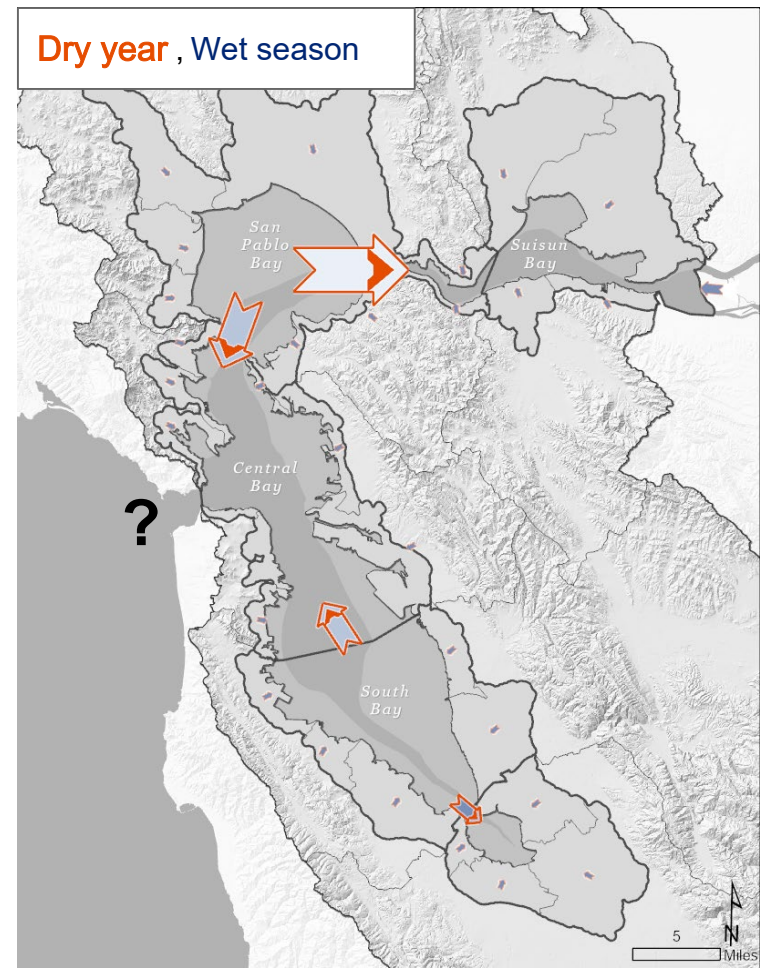 Dry year , Wet season
San
Pablo
Bay
Suisun
Bay
Central
Bay
?
South
Bay
5
N
Miles